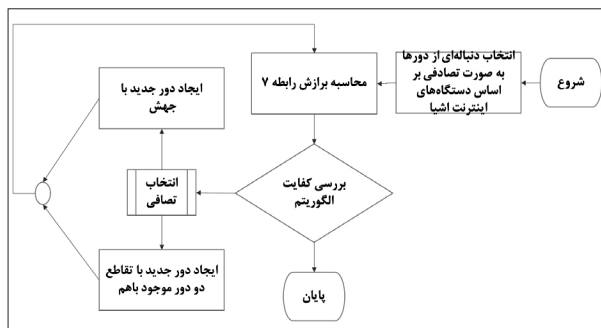 شروع
انتخاب دنباله‌ای از دورها
به صورت تصادفی بر
اساس دستگاه‌های
اینترنت اشیا
محاسبه برازش رابطه ۷
بررسی کفایت
الگوریتم
پایان
انتخاب
تصافی
ایجاد دور جدید با
جهش
ایجاد دور جدید با تقاطع
دو دور موجود باهم